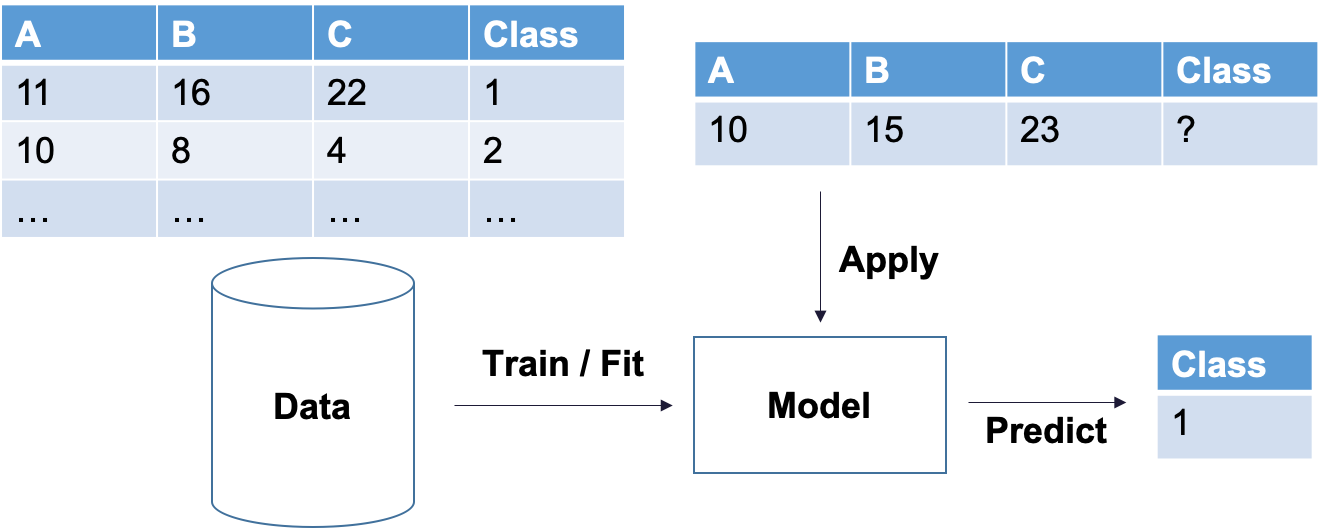 A B C Class
11 16 22 1
10 8 4 2
... ... ... ...
A B C Class
10 15 23 ?
Apply
Data
Train / Fit
Model
Predict
Class
1